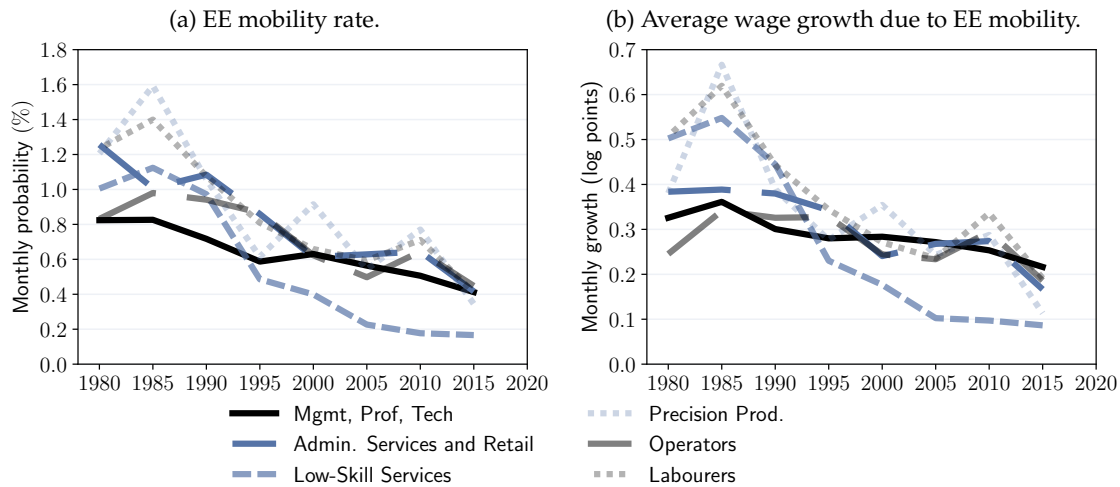 (a) EE mobility rate.
(b) Average wage growth due to EE mobility.
Monthly probability (%)
1.8
1.6
1.4
1.2
1.0
0.8
0.6
0.4
0.2
0.0
1980 1985 1990 1995 2000 2005 2010 2015 2020
Monthly growth (log points)
0.7
0.6
0.5
0.4
0.3
0.2
0.1
0.0
1980 1985 1990 1995 2000 2005 2010 2015 2020
Mgmt, Prof, Tech
Admin. Services and Retail
Low-Skill Services
Precision Prod.
Operators
Labourers